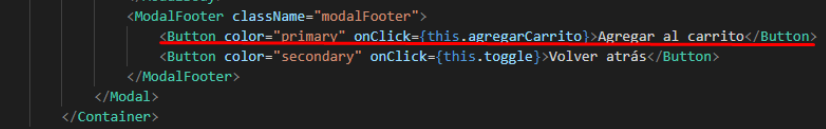 <ModalFooter className="modalFooter">
<Button color="primary" onClick={this.agregarCarrito}>Agregar al carrito</Button>
<Button color="secondary" onClick={this.toggle}>Volver atrás</Button>
</ModalFooter>
</Modal>
</Container>